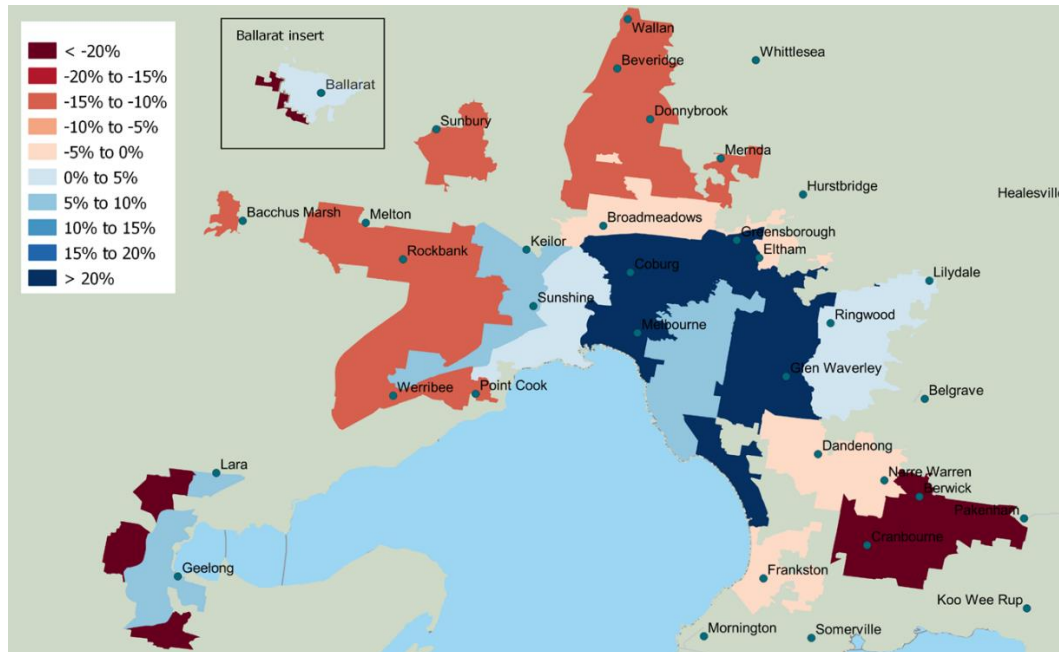 Ballarat insert
Ballarat
< -20%
-20% to -15%
-15% to -10%
-10% to -5%
-5% to 0%
0% to 5%
5% to 10%
10% to 15%
15% to 20%
> 20%
Wallan
Whittlesea
Beveridge
Donnybrook
Sunbury
Mernda
Hurstbridge
Healesville
Bacchus Marsh
Melton
Broadmeadows
Greensborough
Keilor
Eltham
Rockbank
Coburg
Lilydale
Sunshine
Ringwood
Melbourne
Glen Waverley
Werribee
Point Cook
Belgrave
Dandenong
Lara
Narre Warren
Berwick
Pakenham
Cranbourne
Geelong
Frankston
Koo Wee Rup
Mornington
Somerville